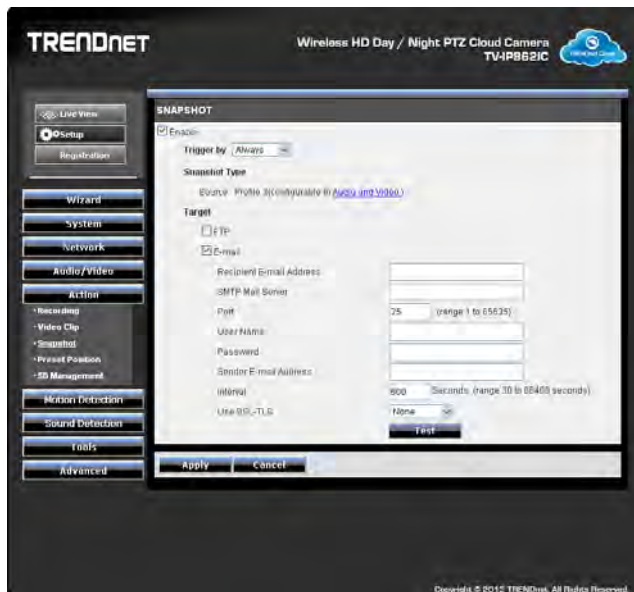 TRENDNET
Wireless HD Day / Night PTZ Cloud Camera
TV-IP862IC
Live View
Setup
Registration
Wizard
System
Network
Audio/Video
Action
• Recording
• Video Clip
• Snapshot
• Preset Position
• SD Management
Motion Detection
Sound Detection
Tools
Advanced
SNAPSHOT
Enable
Trigger by Always
Snapshot Type
Source Profile 3(configurable in Audio and Video.)
Target
FTP
E-mail
Recipient E-mail Address
SMTP Mail Server
Port 25 (range 1 to 65535)
User Name
Password
Sender E-mail Address
Interval 600 Seconds (range 30 to 86400 seconds)
Use SSL-TLS None
Test
Apply Cancel
Copyright © 2012 TRENDnet. All Rights Reserved.